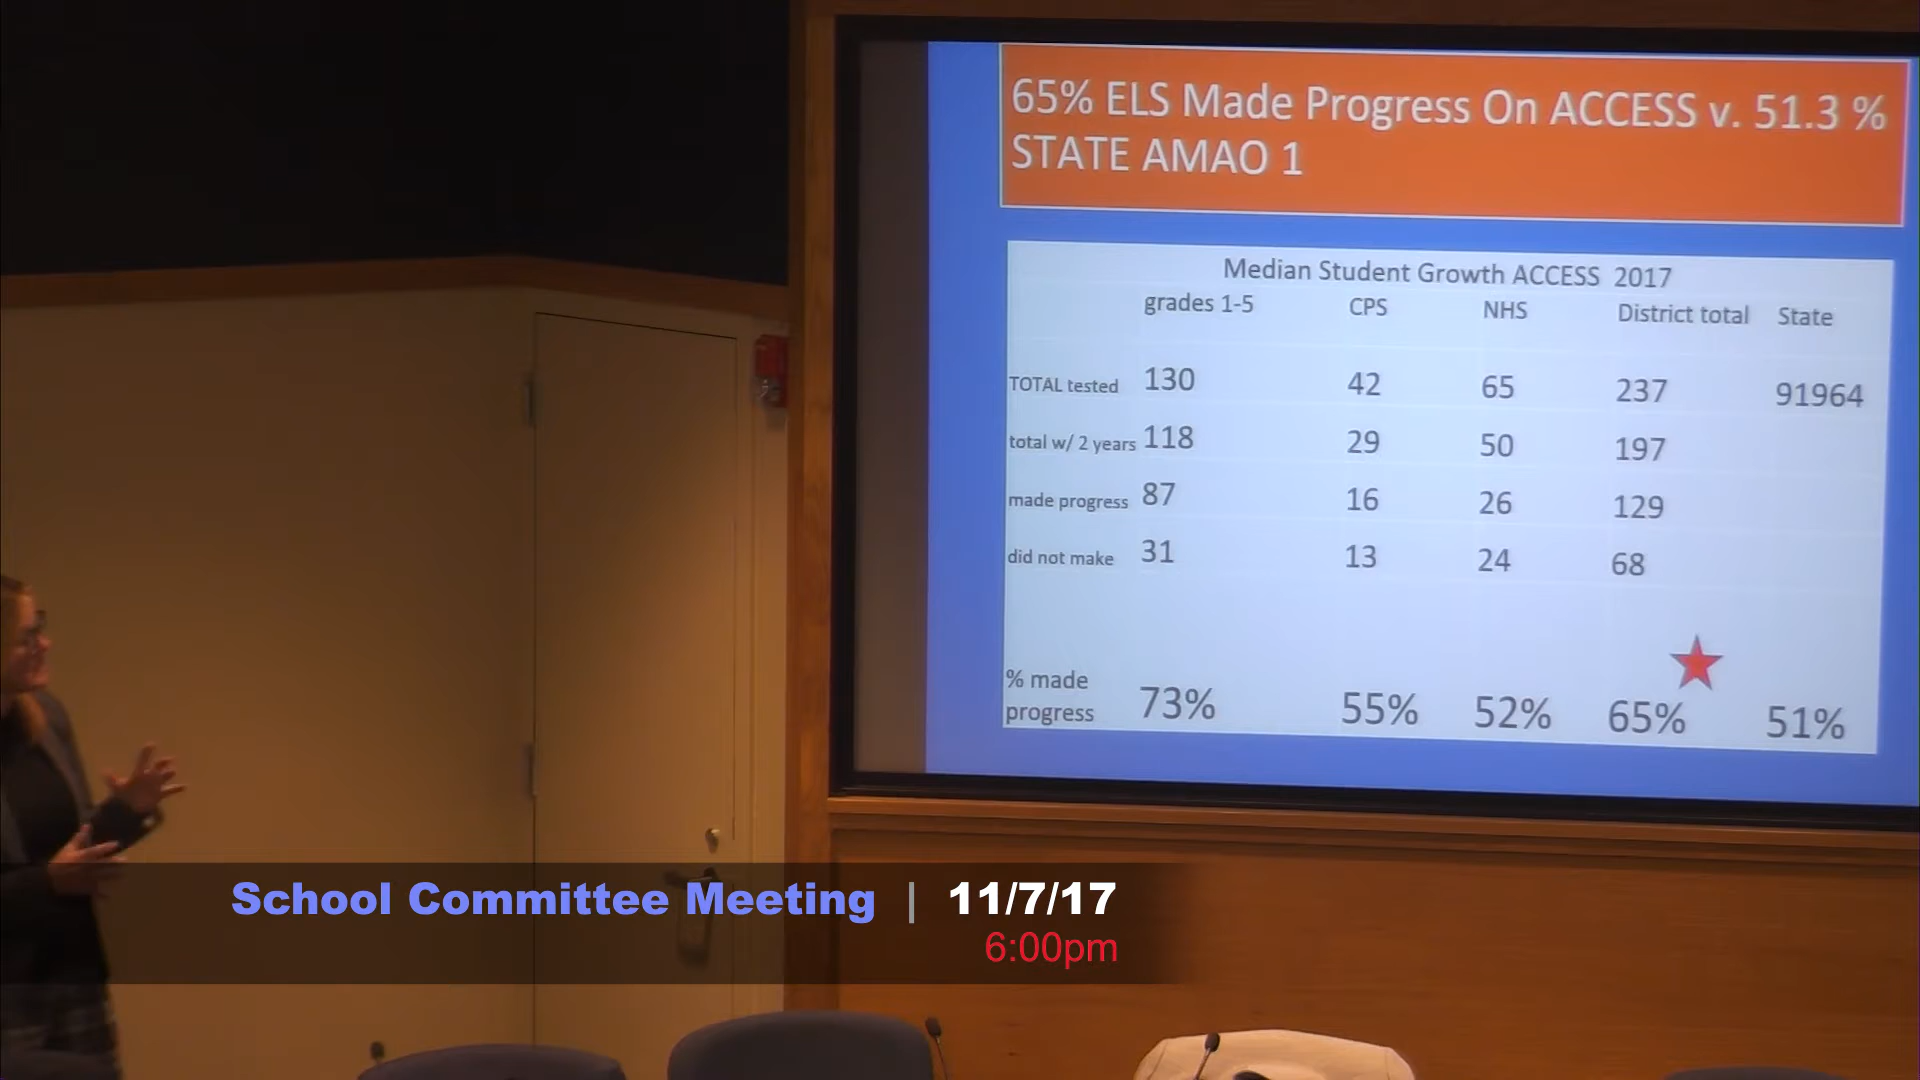 65% ELS Made Progress On ACCESS v. 51.3 %
STATE AMAO 1
Median Student Growth ACCESS 2017
grades 1-5 CPS NHS District total State
TOTAL tested 130 42 65 237 91964
total w/ 2 years 118 29 50 197
made progress 87 16 26 129
did not make 31 13 24 68
% made
progress 73% 55% 52% 65% 51%
School Committee Meeting | 11/7/17
6:00pm